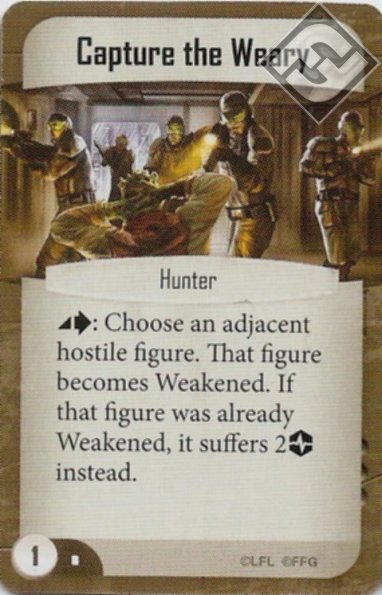 Capture the Weary
Hunter
: Choose an adjacent
hostile figure. That figure
becomes Weakened. If
that figure was already
Weakened, it suffers 2
instead.
1
©LFL ©FFG